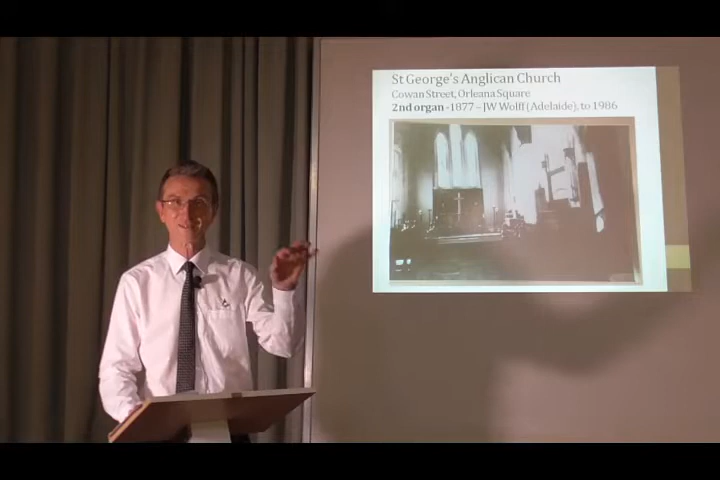 St George's Anglican Church
Cowan Street, Orleana Square
2nd organ -1877 – JW Wolff (Adelaide), to 1986